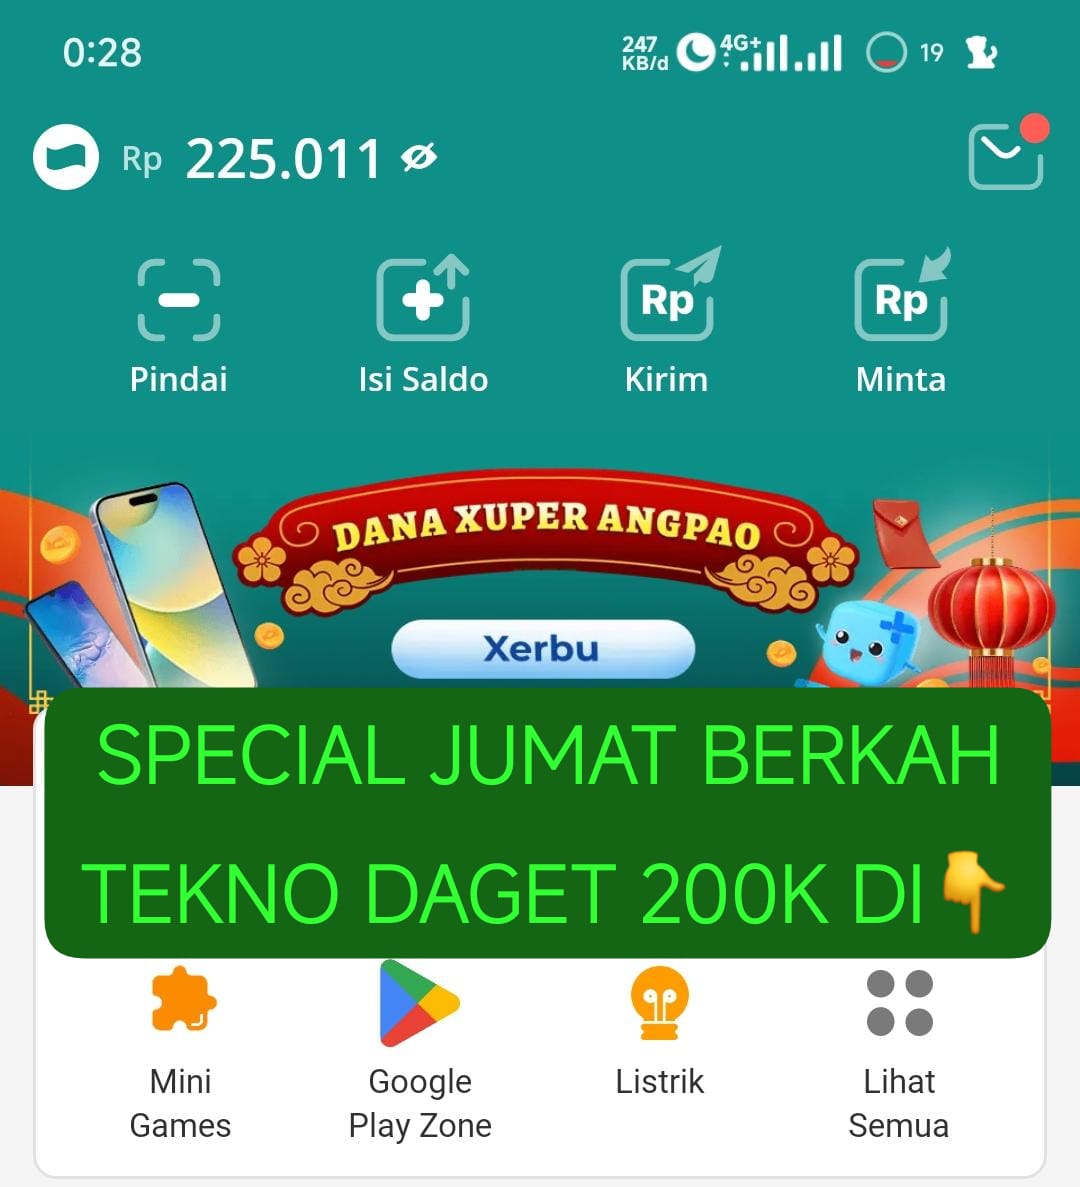 0:28
247
KB/d
4G+
19
Rp 225.011
Rp
Rp
Pindai
Isi Saldo
Kirim
Minta
DANA XUPER ANGPAO
Xerbu
SPECIAL JUMAT BERKAH
TEKNO DAGET 200K DI👇
Mini
Games
Google
Play Zone
Listrik
Lihat
Semua